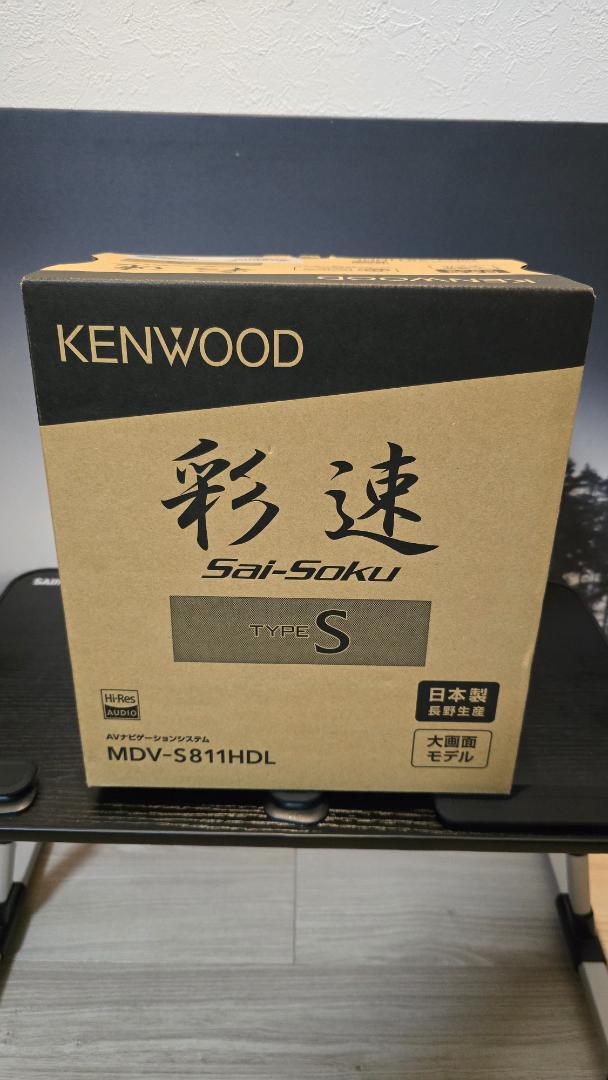 KENWOOD
KENWOOD
彩速
Sai-Soku
TYPE S
Hi-Res
AUDIO
日本製
長野生産
AVナビゲーションシステム
MDV-S811HDL
大画面
モデル